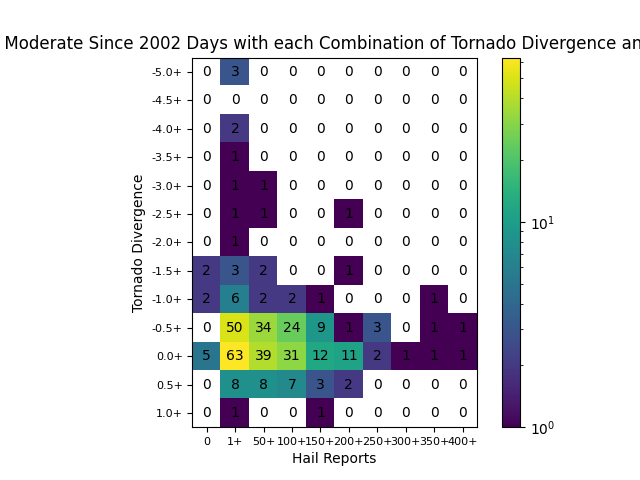 Moderate Since 2002 Days with each Combination of Tornado Divergence an
Tornado Divergence
-5.0+ 0 3 0 0 0 0 0 0 0 0
-4.5+ 0 0 0 0 0 0 0 0 0 0
-4.0+ 0 2 0 0 0 0 0 0 0 0
-3.5+ 0 1 0 0 0 0 0 0 0 0
-3.0+ 0 1 1 0 0 0 0 0 0 0
-2.5+ 0 1 1 0 0 1 0 0 0 0
-2.0+ 0 1 0 0 0 0 0 0 0 0
-1.5+ 2 3 2 0 0 1 0 0 0 0
-1.0+ 2 6 2 2 1 0 0 0 1 0
-0.5+ 0 50 34 24 9 1 3 0 1 1
0.0+ 5 63 39 31 12 11 2 1 1 1
0.5+ 0 8 8 7 3 2 0 0 0 0
1.0+ 0 1 0 0 1 0 0 0 0 0
0 1+ 50+ 100+ 150+ 200+ 250+ 300+ 350+ 400+
Hail Reports
10¹
10⁰